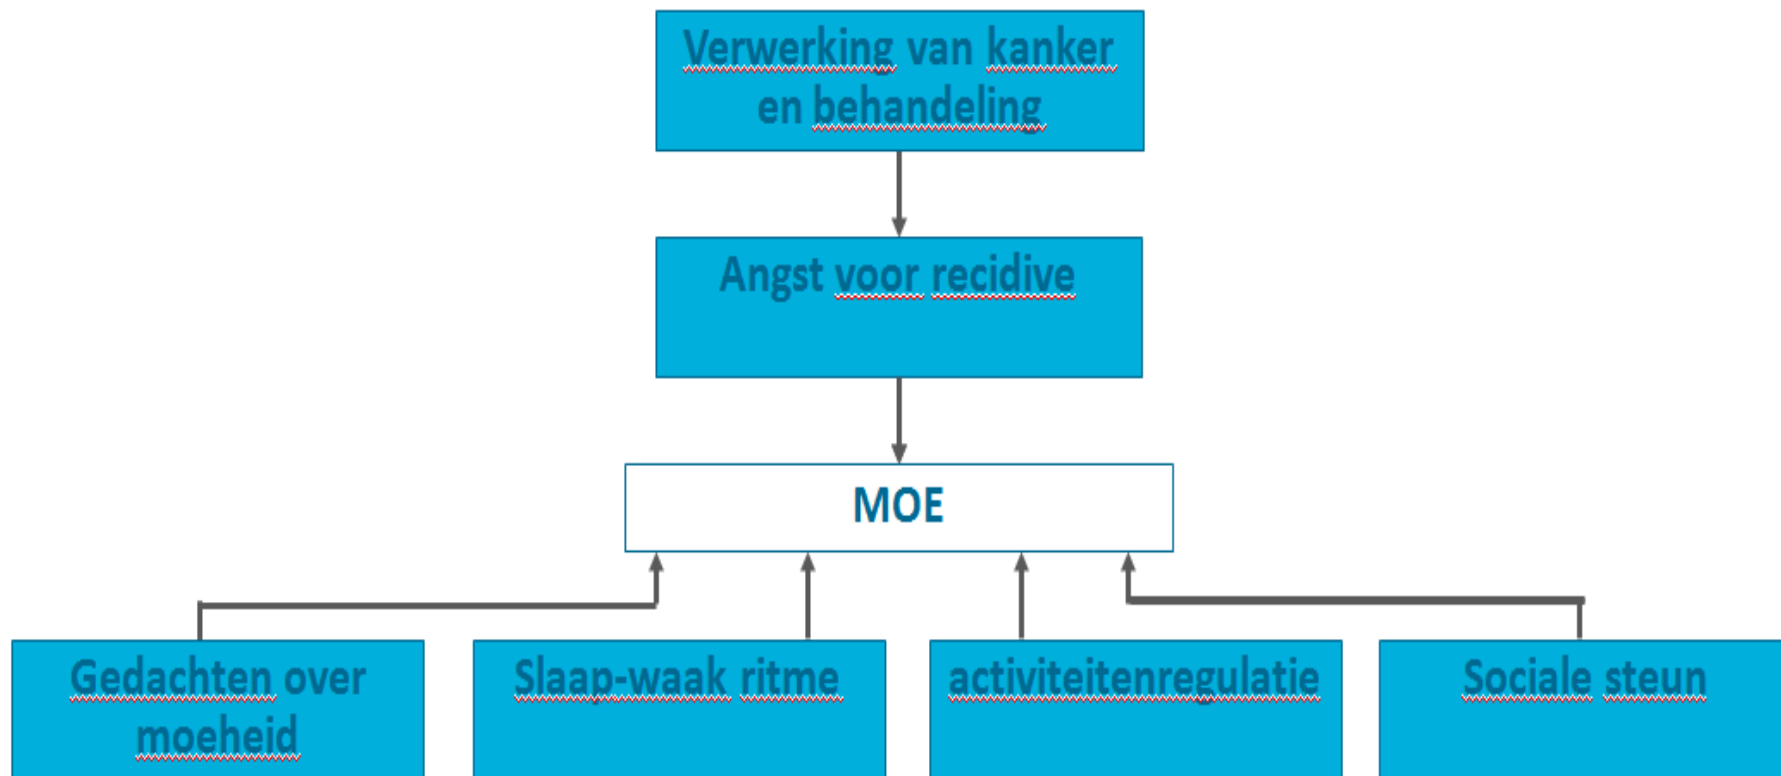 Verwerking van kanker
en behandeling
Angst voor recidive
MOE
Gedachten over
moeheid
Slaap-waak ritme
activiteitenregulatie
Sociale steun